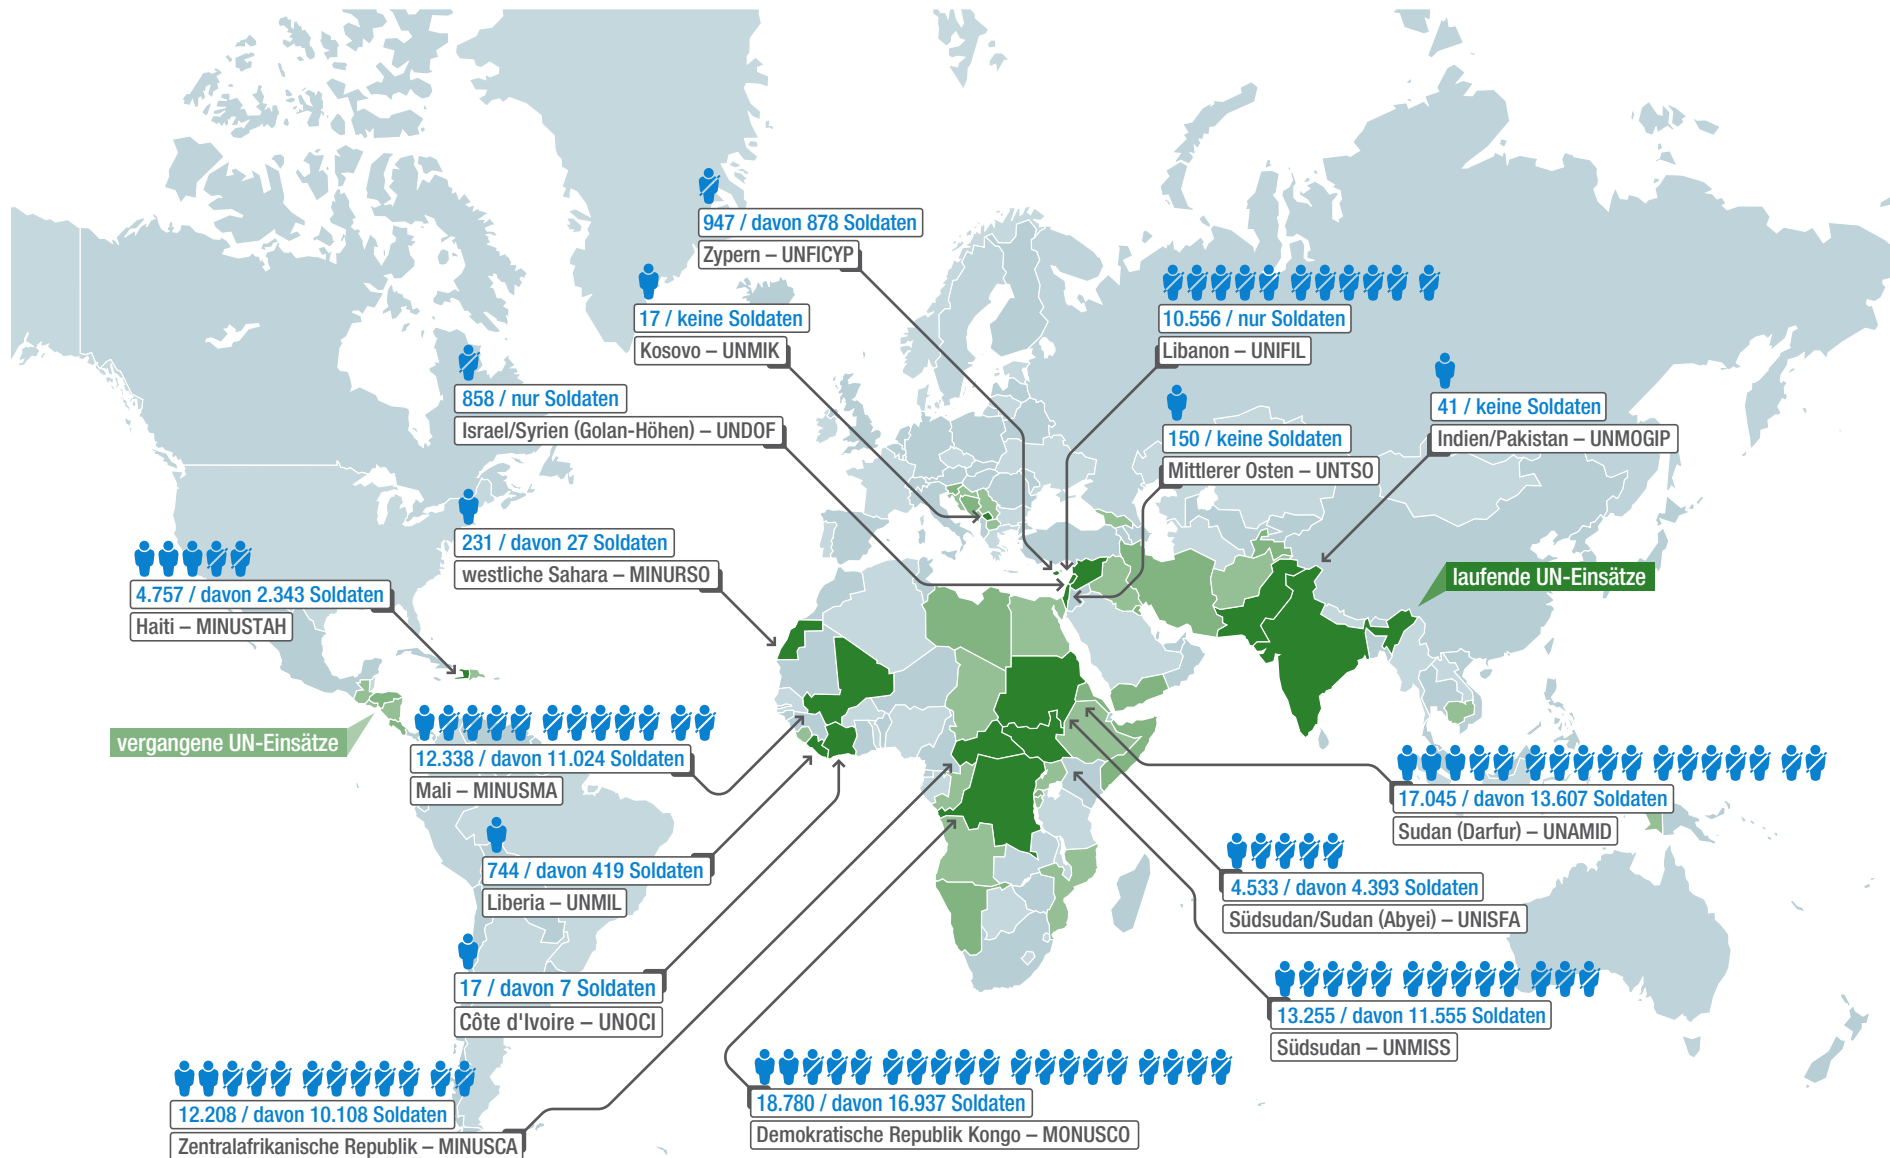 947 / davon 878 Soldaten
Zypern – UNFICYP
17 / keine Soldaten
Kosovo – UNMIK
10.556 / nur Soldaten
Libanon – UNIFIL
858 / nur Soldaten
Israel/Syrien (Golan-Höhen) – UNDOF
41 / keine Soldaten
Indien/Pakistan – UNMOGIP
150 / keine Soldaten
Mittlerer Osten – UNTSO
231 / davon 27 Soldaten
westliche Sahara – MINURSO
laufende UN-Einsätze
4.757 / davon 2.343 Soldaten
Haiti – MINUSTAH
vergangene UN-Einsätze
12.338 / davon 11.024 Soldaten
Mali – MINUSMA
17.045 / davon 13.607 Soldaten
Sudan (Darfur) – UNAMID
744 / davon 419 Soldaten
Liberia – UNMIL
4.533 / davon 4.393 Soldaten
Südsudan/Sudan (Abyei) – UNISFA
17 / davon 7 Soldaten
Côte d'Ivoire – UNOCI
13.255 / davon 11.555 Soldaten
Südsudan – UNMISS
12.208 / davon 10.108 Soldaten
Zentralafrikanische Republik – MINUSCA
18.780 / davon 16.937 Soldaten
Demokratische Republik Kongo – MONUSCO